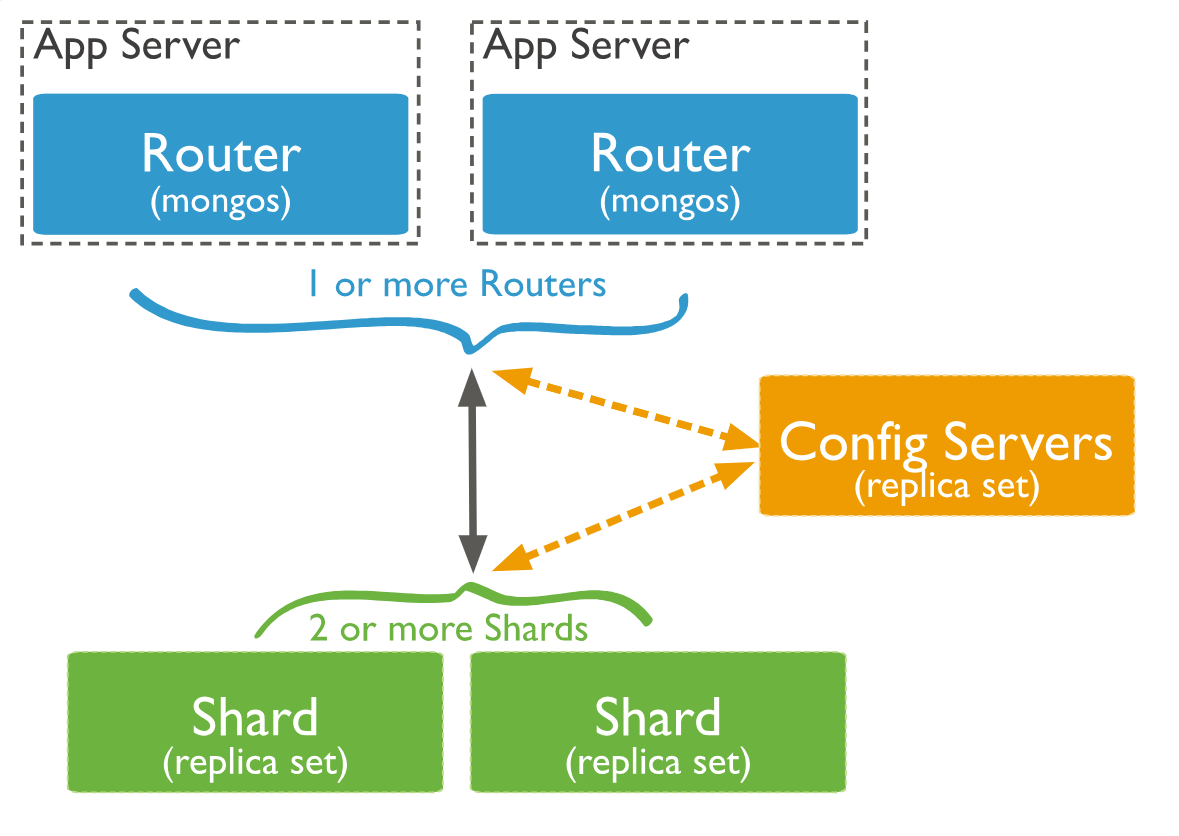 App Server
App Server
Router
(mongos)
Router
(mongos)
1 or more Routers
Config Servers
(replica set)
2 or more Shards
Shard
(replica set)
Shard
(replica set)